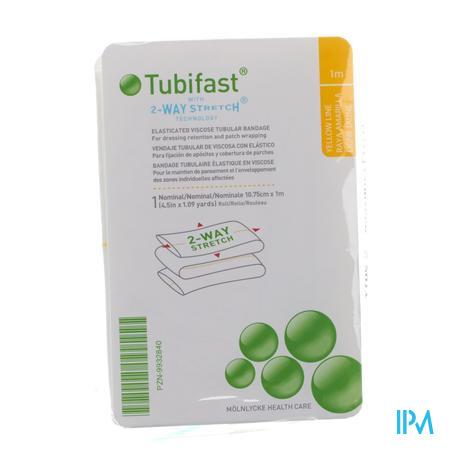 1m
Tubifast®
WITH
2-WAY STRETCH®
TECHNOLOGY
YELLOW LINE
RAYA AMARILLA
ELASTICATED VISCOSE TUBULAR BANDAGE
For dressing retention and patch wrapping
VENDAJE TUBULAR DE VISCOSA CON ELÁSTICO
Para fijación de apósitos y cobertura de parches
BANDAGE TUBULAIRE ÉLASTIQUE EN VISCOSE
Pour le maintien de pansement et l'enveloppement
des zones individuelles affectées
1 Nominal/Nominal/Nominale 10.75cm x 1m
(4.5in x 1.09 yards) Roll/Rollo/Rouleau
2-WAY
STRETCH
PZN-9932840
MÖLNLYCKE HEALTH CARE
IPM